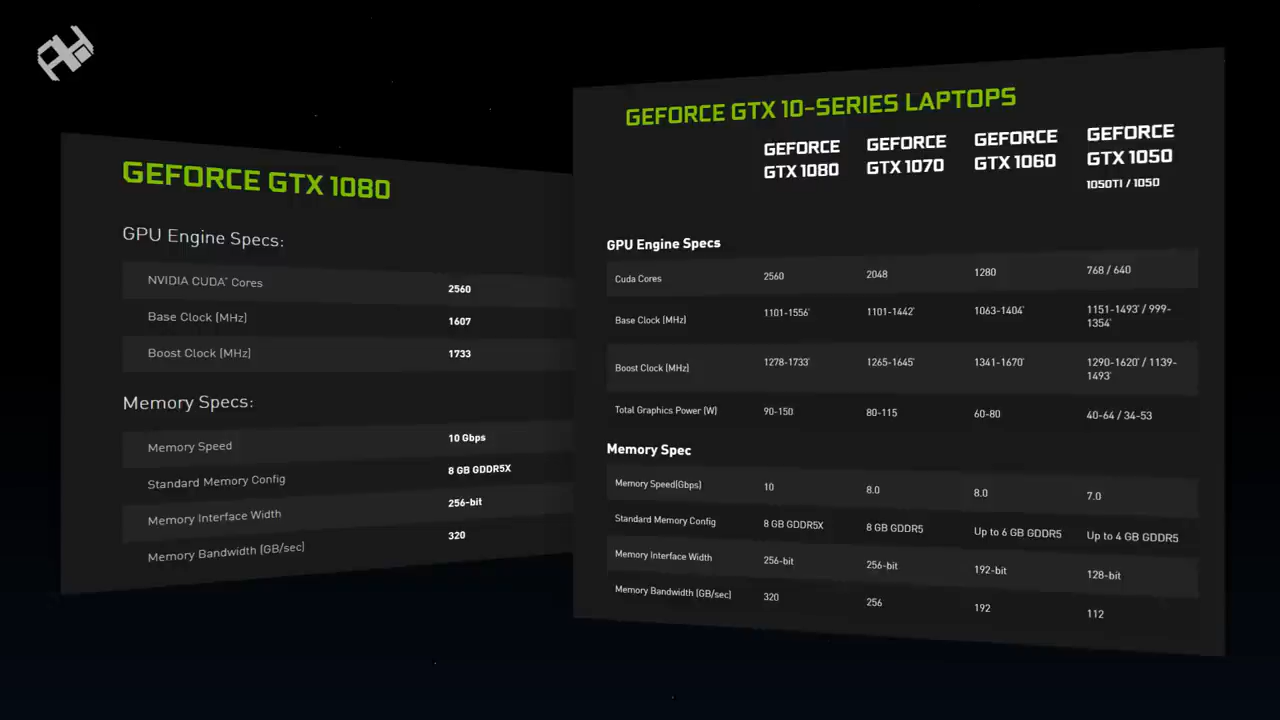 GEFORCE GTX 1080
GPU Engine Specs:
NVIDIA CUDA® Cores 2560
Base Clock (MHz) 1607
Boost Clock (MHz) 1733
Memory Specs:
Memory Speed 10 Gbps
Standard Memory Config 8 GB GDDR5X
Memory Interface Width 256-bit
Memory Bandwidth (GB/sec) 320
GEFORCE GTX 10-SERIES LAPTOPS
GEFORCE GTX 1080
GEFORCE GTX 1070
GEFORCE GTX 1060
GEFORCE GTX 1050
1050TI / 1050
GPU Engine Specs
Cuda Cores 2560 2048 1280 768 / 640
Base Clock (MHz) 1101-1556* 1101-1442* 1063-1404* 1151-1493* / 999-
1354*
Boost Clock (MHz) 1278-1733* 1265-1645* 1341-1670* 1290-1620* / 1139-
1493*
Total Graphics Power (W) 90-150 80-115 60-80 40-64 / 34-53
Memory Spec
Memory Speed(Gbps) 10 8.0 8.0 7.0
Standard Memory Config 8 GB GDDR5X 8 GB GDDR5 Up to 6 GB GDDR5 Up to 4 GB GDDR5
Memory Interface Width 256-bit 256-bit 192-bit 128-bit
Memory Bandwidth (GB/sec) 320 256 192 112